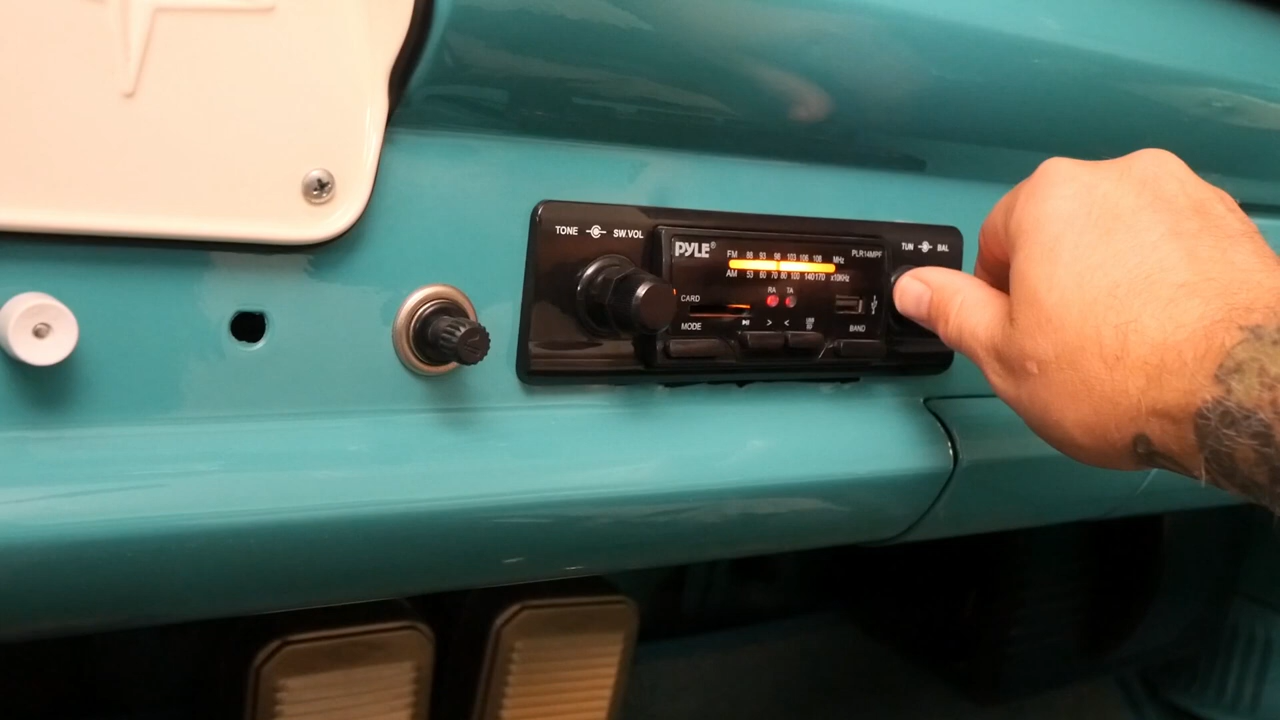 TONE SW.VOL
PYLE®
FM 88 93 98 103 106 108 MHz
AM 53 60 70 80 100 140 170 x10KHz
PLR14MPF
TUN BAL
CARD
RA TA
MODE
> <
USB
BAND